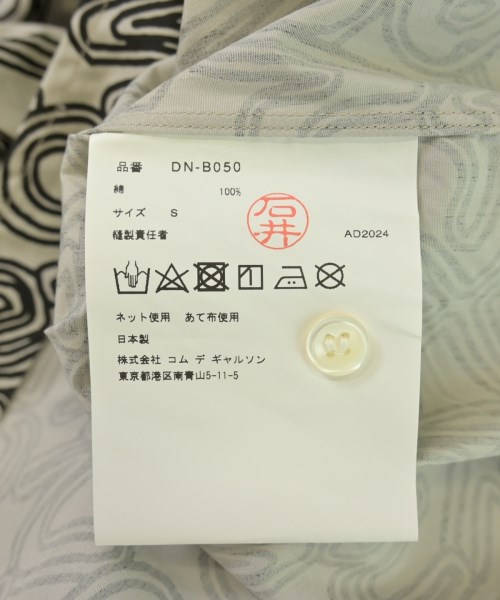 品番 DN-B050
綿 100%
サイズ S
石井
縫製責任者 AD2024
ネット使用 あて布使用
日本製
株式会社 コム デ ギャルソン
東京都港区南青山5-11-5